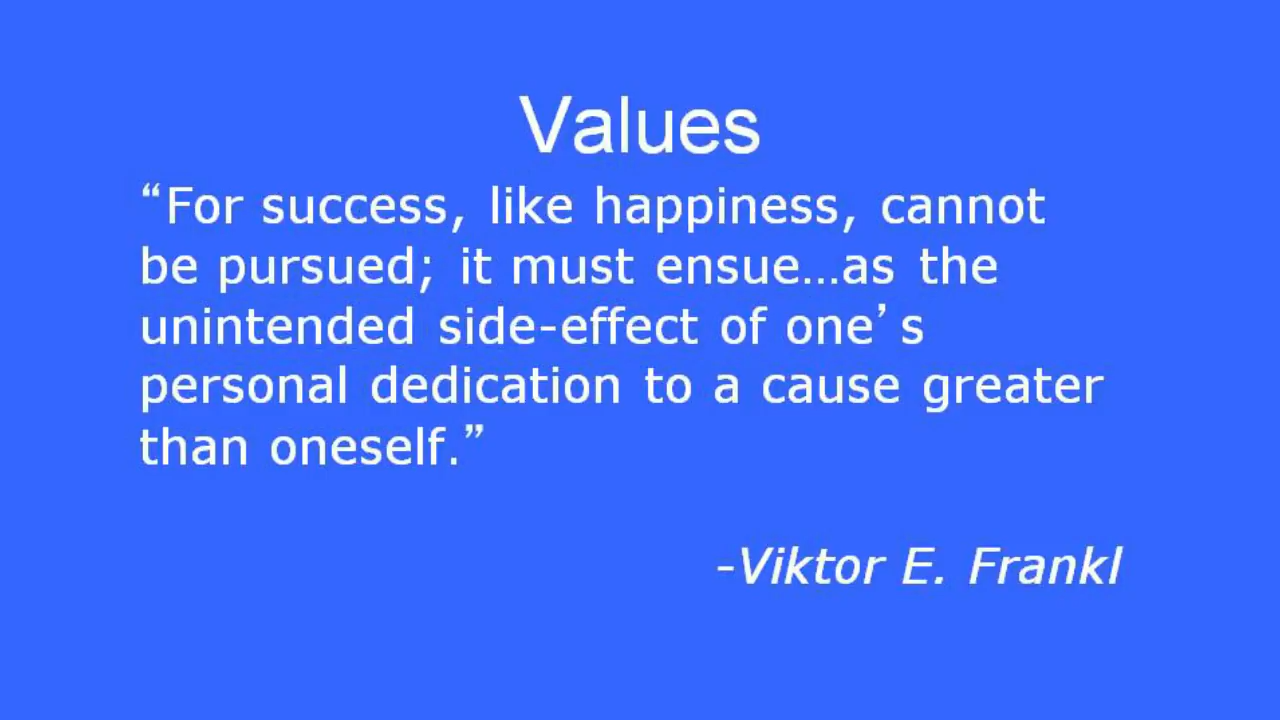 Values
“For success, like happiness, cannot
be pursued; it must ensue…as the
unintended side-effect of one’s
personal dedication to a cause greater
than oneself.”
-Viktor E. Frankl